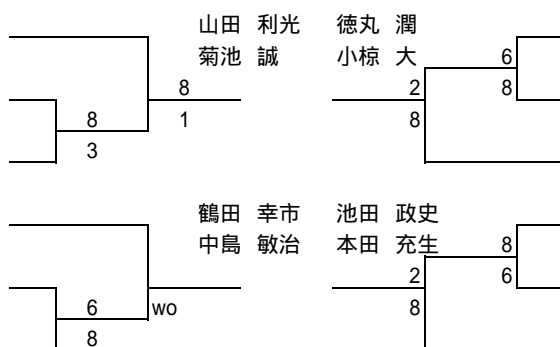 山田 利光 徳丸 潤
菊池 誠 小椋 大
6
8 2 8
8 1 8
3
鶴田 幸市 池田 政史
中島 敏治 本田 充生
8
2 6
6 wo 8
8